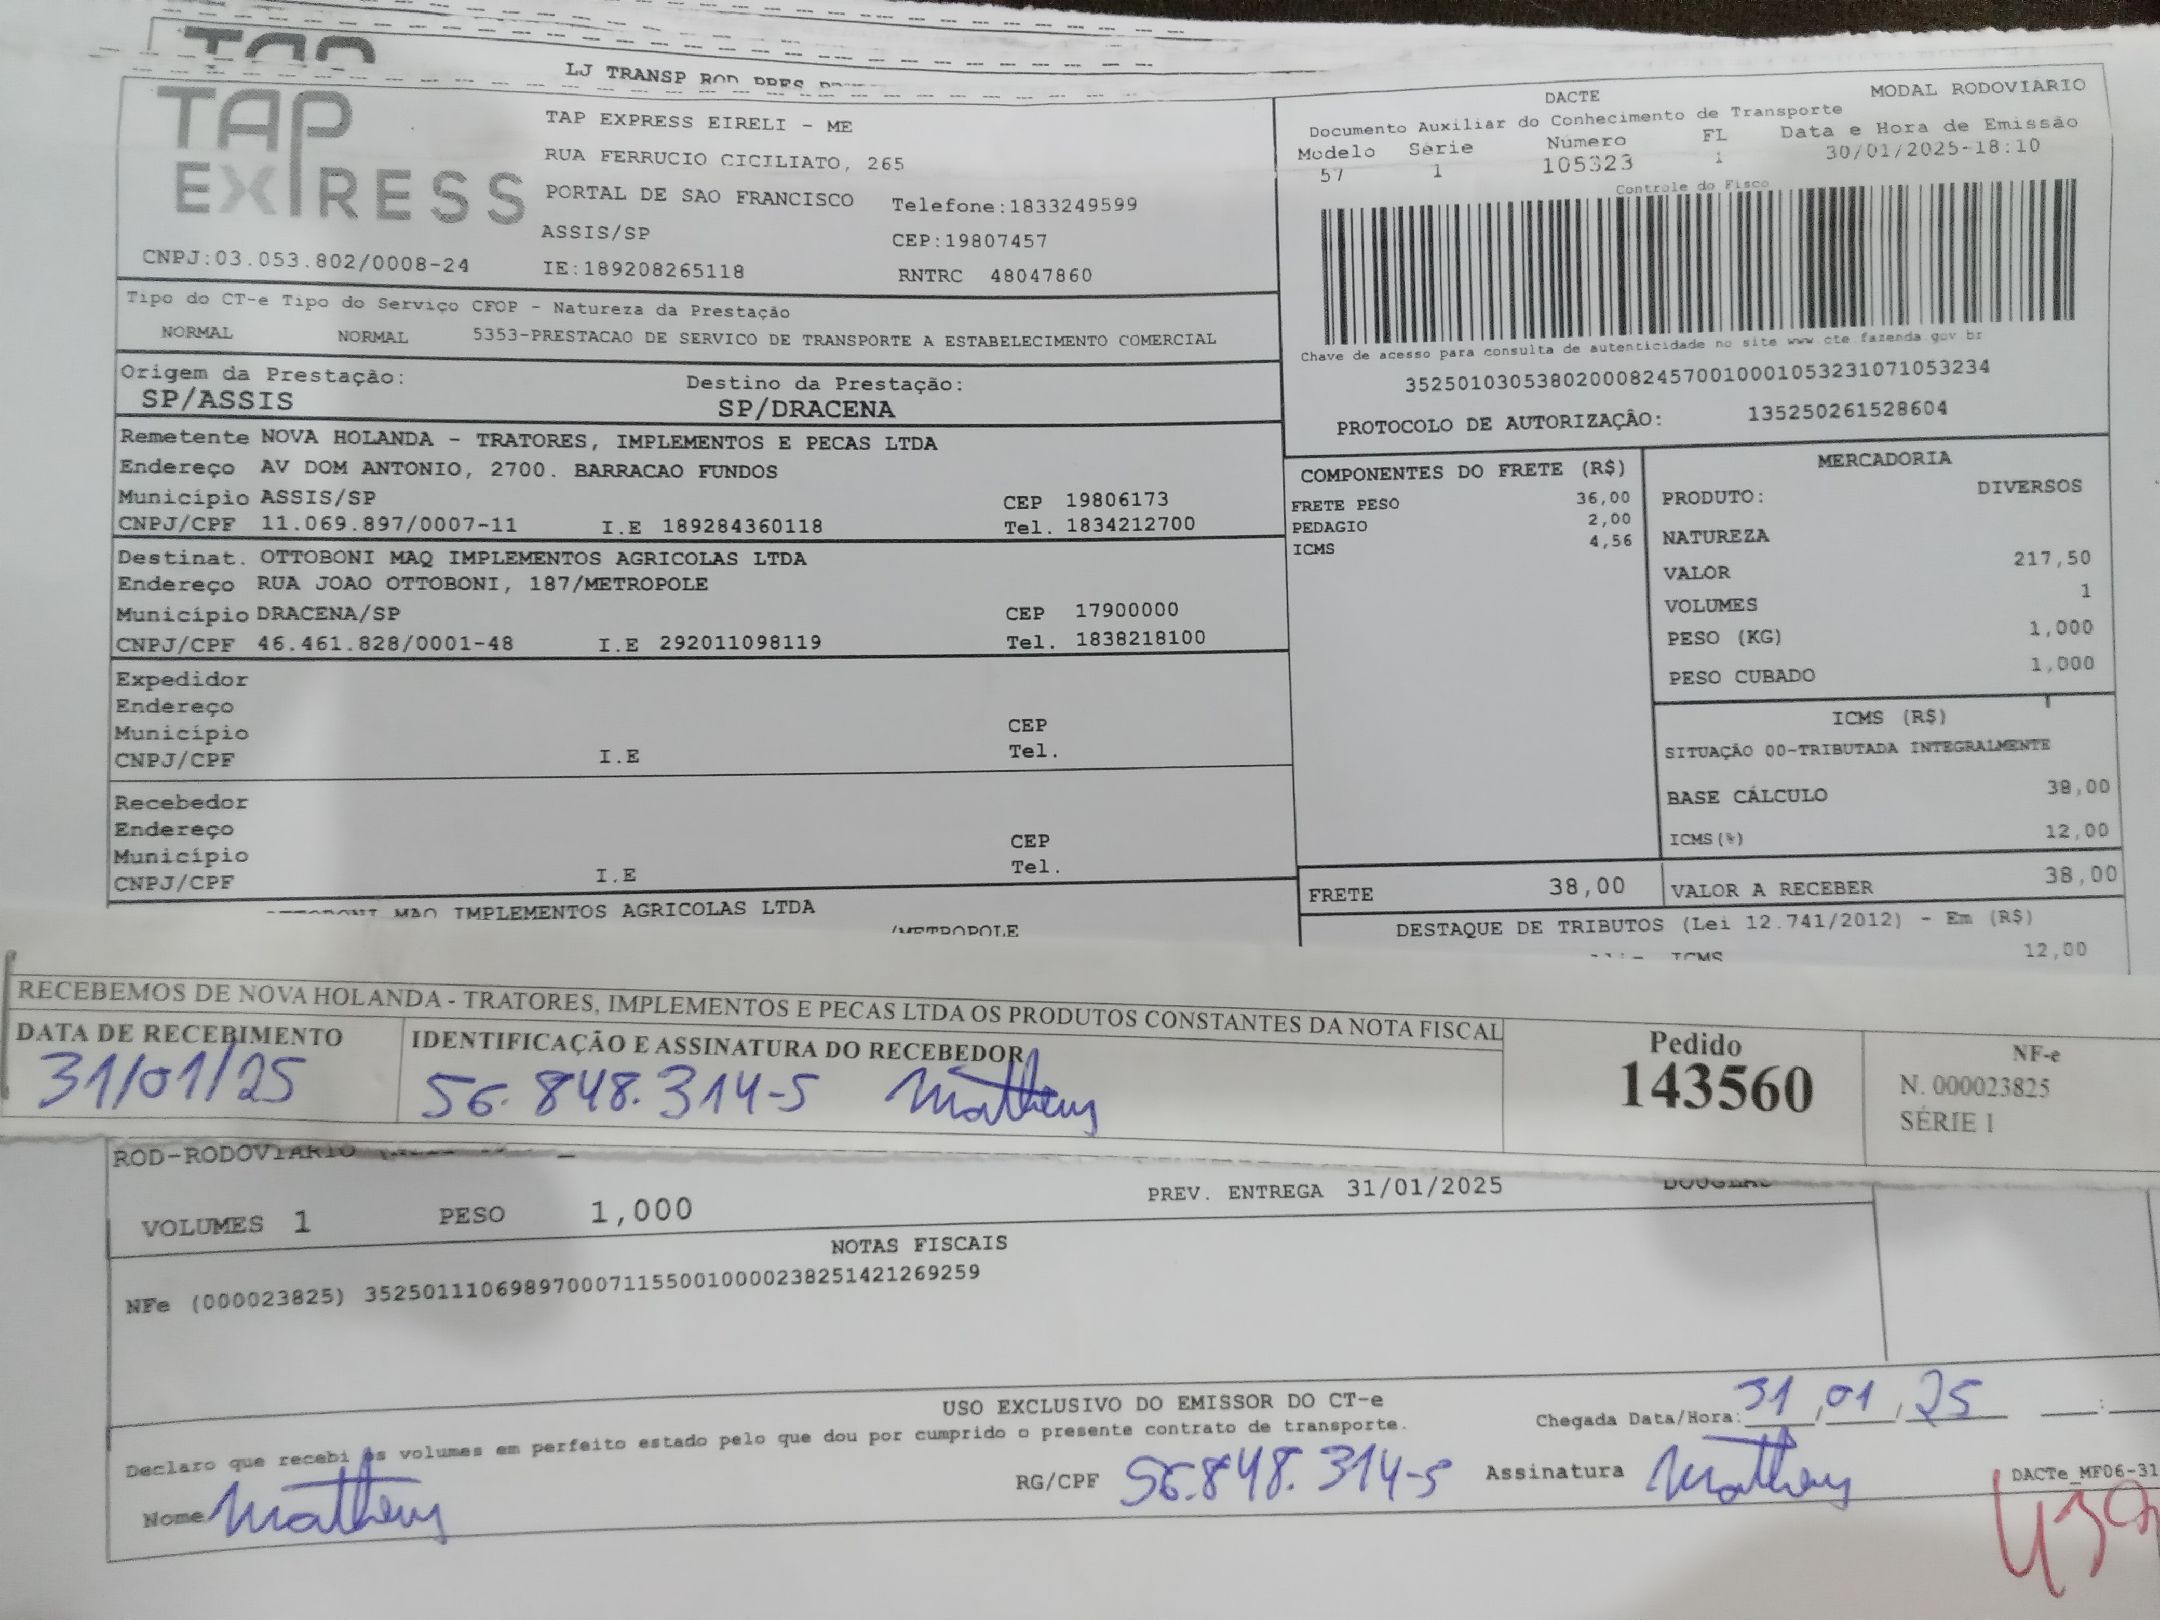 LJ TRANSP ROD PRES
TAP
EXPRESS
TAP EXPRESS EIRELI - ME
RUA FERRUCIO CICILIATO, 265
PORTAL DE SAO FRANCISCO Telefone:1833249599
ASSIS/SP CEP:19807457
CNPJ:03.053.802/0008-24 IE:189208265118 RNTRC 48047860
DACTE MODAL RODOVIARIO
Documento Auxiliar do Conhecimento de Transporte
Modelo Série Número FL Data e Hora de Emissão
57 1 105323 1 30/01/2025-18:10
Controle do Fisco
Chave de acesso para consulta de autenticidade no site www.cte.fazenda.gov.br
35250103053802000824570010001053231071053234
PROTOCOLO DE AUTORIZAÇÃO: 135250261528604
Tipo do CT-e Tipo do Serviço CFOP - Natureza da Prestação
NORMAL NORMAL 5353-PRESTACAO DE SERVICO DE TRANSPORTE A ESTABELECIMENTO COMERCIAL
Origem da Prestação: Destino da Prestação:
SP/ASSIS SP/DRACENA
Remetente NOVA HOLANDA - TRATORES, IMPLEMENTOS E PECAS LTDA
Endereço AV DOM ANTONIO, 2700. BARRACAO FUNDOS
Município ASSIS/SP CEP 19806173
CNPJ/CPF 11.069.897/0007-11 I.E 189284360118 Tel. 1834212700
Destinat. OTTOBONI MAQ IMPLEMENTOS AGRICOLAS LTDA
Endereço RUA JOAO OTTOBONI, 187/METROPOLE
Município DRACENA/SP CEP 17900000
CNPJ/CPF 46.461.828/0001-48 I.E 292011098119 Tel. 1838218100
Expedidor
Endereço
Município CEP
CNPJ/CPF I.E Tel.
Recebedor
Endereço
Município CEP
CNPJ/CPF I.E Tel.
OTTOBONI MAQ IMPLEMENTOS AGRICOLAS LTDA
/METROPOLE
COMPONENTES DO FRETE (R$)
FRETE PESO 36,00
PEDAGIO 2,00
ICMS 4,56
MERCADORIA
PRODUTO: DIVERSOS
NATUREZA
VALOR 217,50
VOLUMES 1
PESO (KG) 1,000
PESO CUBADO 1,000
ICMS (R$)
SITUAÇÃO 00-TRIBUTADA INTEGRALMENTE
BASE CÁLCULO 38,00
ICMS(%) 12,00
FRETE 38,00 VALOR A RECEBER 38,00
DESTAQUE DE TRIBUTOS (Lei 12.741/2012) - Em (R$)
ICMS 12,00
RECEBEMOS DE NOVA HOLANDA - TRATORES, IMPLEMENTOS E PECAS LTDA OS PRODUTOS CONSTANTES DA NOTA FISCAL
DATA DE RECEBIMENTO IDENTIFICAÇÃO E ASSINATURA DO RECEBEDOR
31/01/25 56.848.314-5 Matheus
Pedido
143560
NF-e
N. 000023825
SÉRIE 1
ROD-RODOVIARIO
VOLUMES 1 PESO 1,000 PREV. ENTREGA 31/01/2025 DOUGLAS
NOTAS FISCAIS
NFe (000023825) 35250111069897000711550010000238251421269259
USO EXCLUSIVO DO EMISSOR DO CT-e
Declaro que recebi os volumes em perfeito estado pelo que dou por cumprido o presente contrato de transporte.
Chegada Data/Hora: 31/01/25 :
Nome Matheus RG/CPF 56.848.314-5 Assinatura Matheus
DACTe_MF06-31